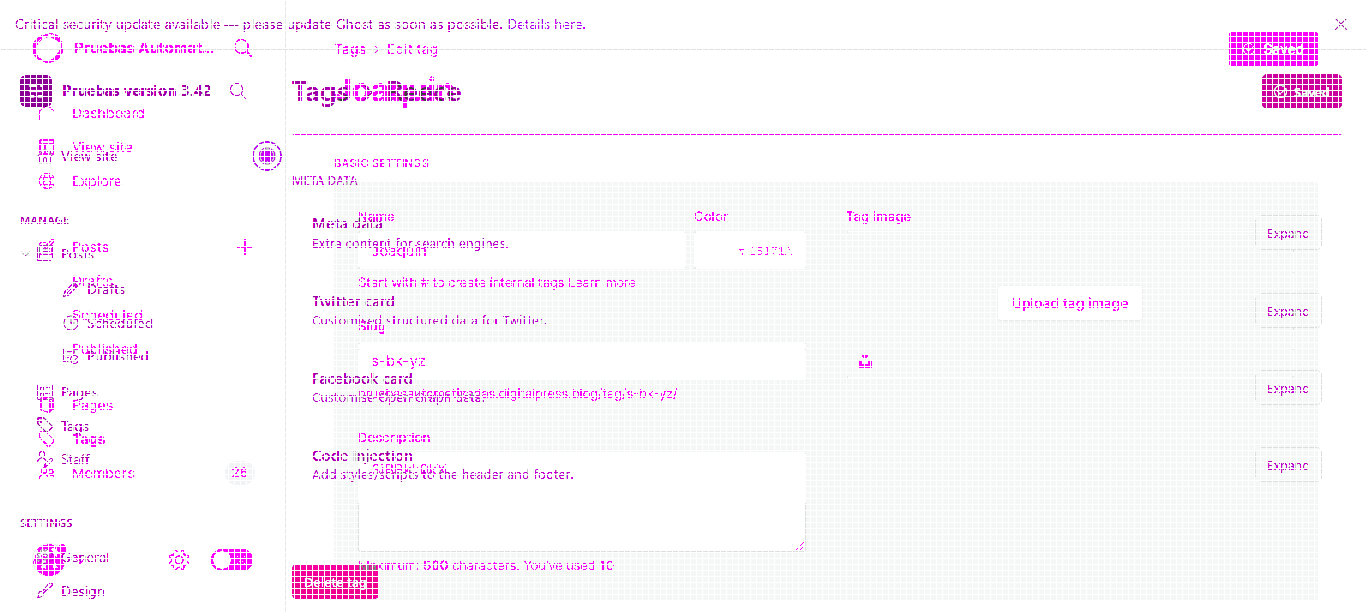 Critical security update available — please update Ghost as soon as possible. Details here.
Pruebas Automat...
Tags > Edit tag
Saved
Pruebas version 3.42
Tags
Saved
Dashboard
View site
View site
BASIC SETTINGS
Explore
META DATA
MANAGE
Name
Color
Tag image
Meta data
Expand
Posts
Posts
Extra content for search engines.
Joaquin
Drafts
Drafts
Start with # to create internal tags Learn more
Twitter card
Upload tag image
Expand
Scheduled
Scheduled
Customised structured data for Twitter.
Slug
Published
Published
s-bk-yz
Facebook card
Expand
Pages
Pages
pruebasautomatizadas.digitalpress.blog/tag/s-bk-yz/
Customise Open Graph data.
Tags
Tags
Description
Code Injection
Expand
Staff
Members
26
Add styles/scripts to the header and footer.
SETTINGS
General
Maximum: 500 characters. You've used 10
Delete tag
Design